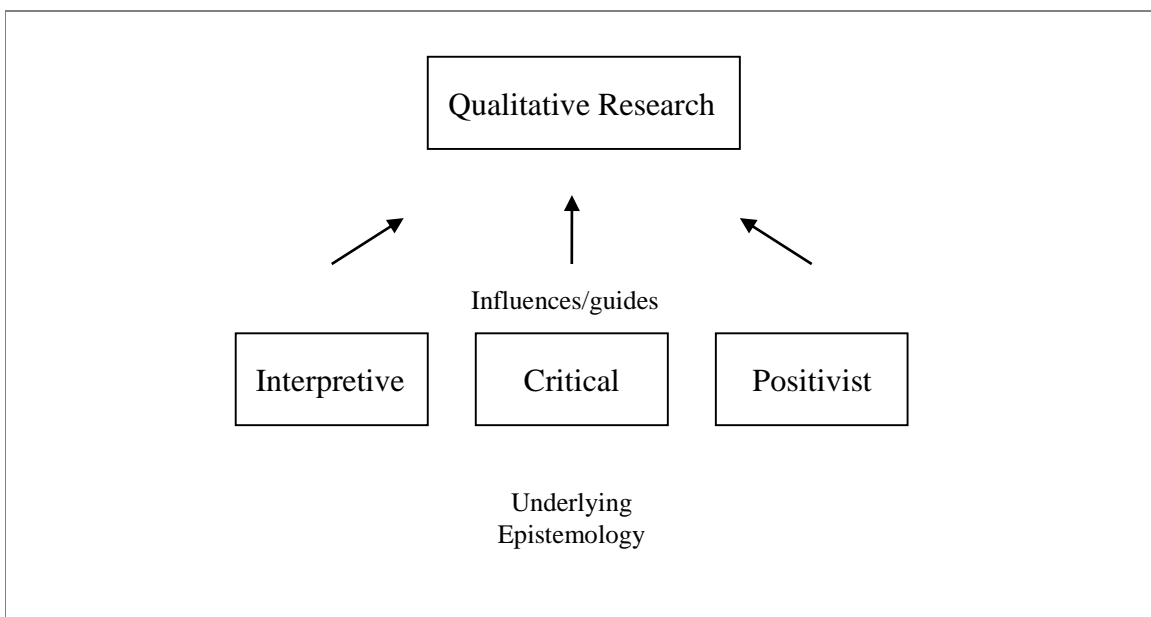 Qualitative Research
Influences/guides
Interpretive
Critical
Positivist
Underlying
Epistemology